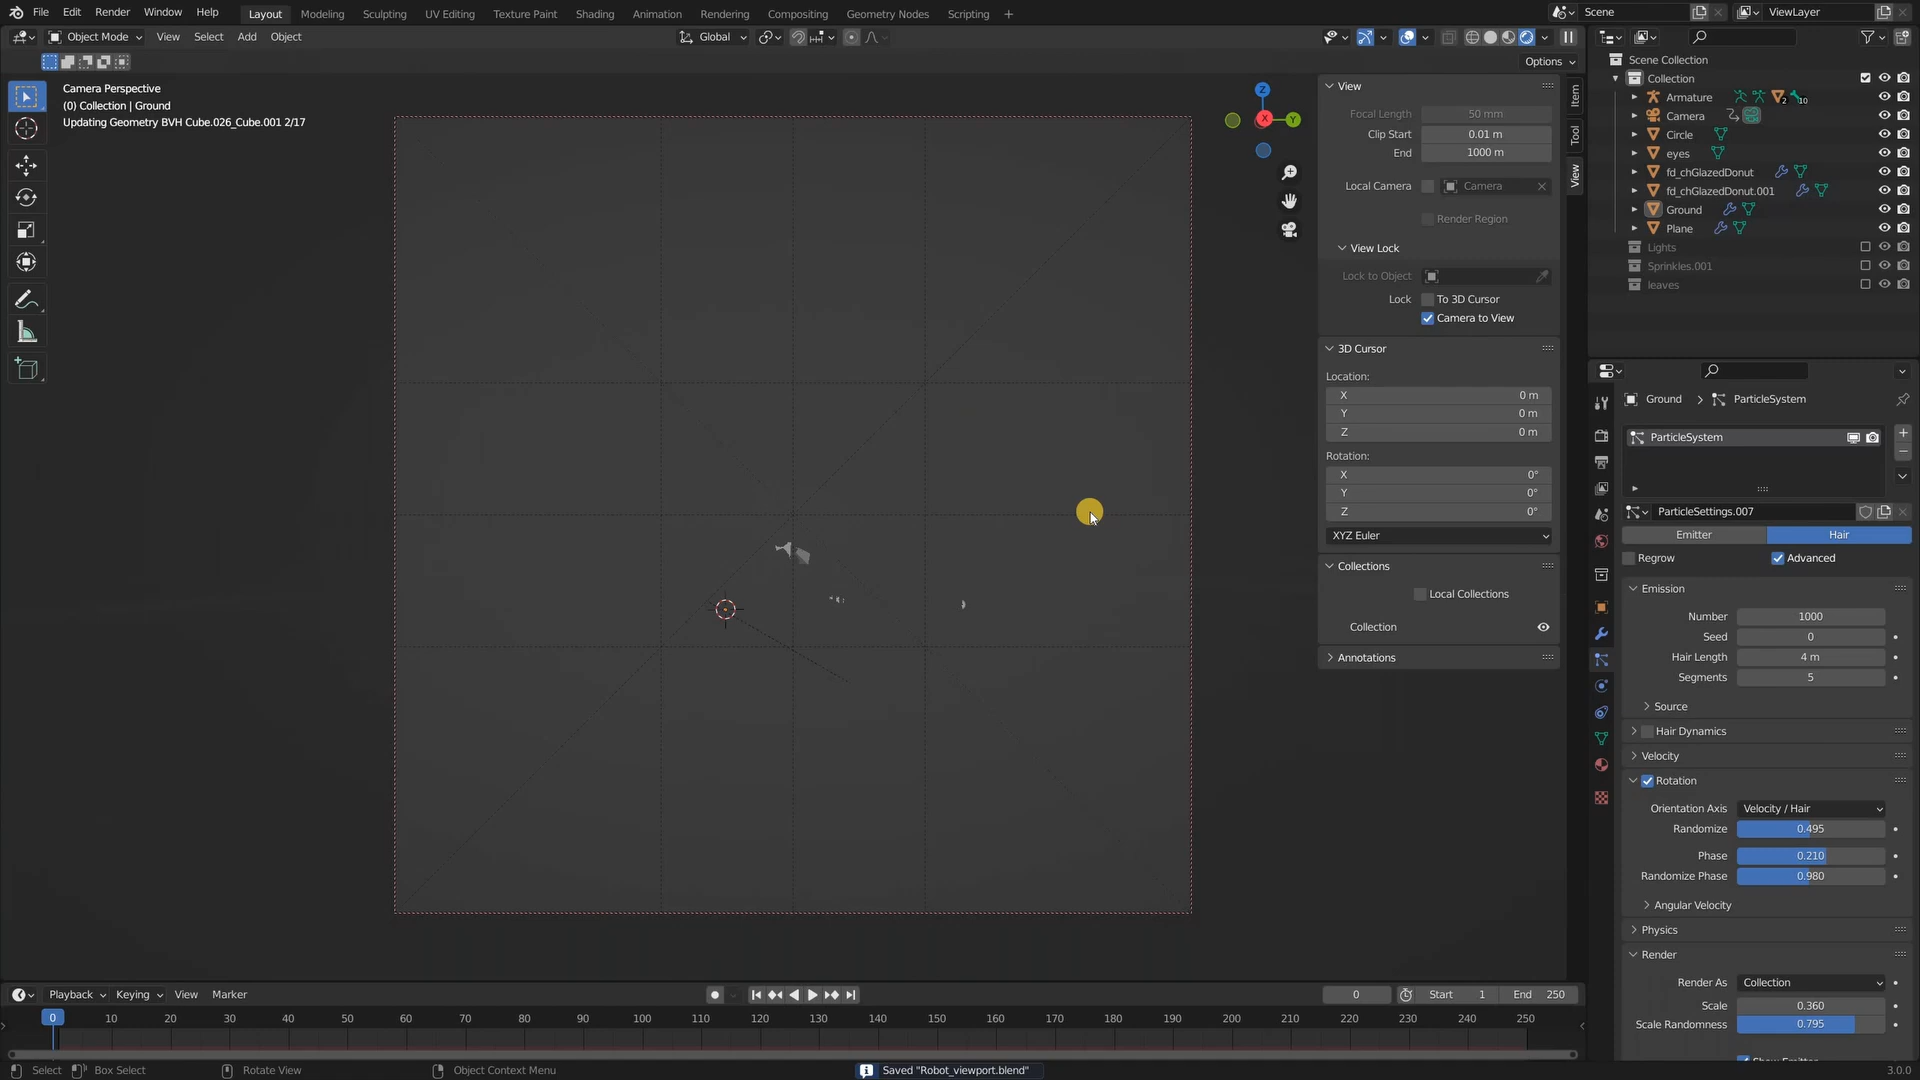 File Edit Render Window Help Layout Modeling Sculpting UV Editing Texture Paint Shading Animation Rendering Compositing Geometry Nodes Scripting + Scene ViewLayer
Object Mode View Select Add Object Global
Options
Camera Perspective
(0) Collection | Ground
Updating Geometry BVH Cube.026_Cube.001 2/17
Z
X
Y
View
Focal Length 50 mm
Clip Start 0.01 m
End 1000 m
Local Camera Camera
Render Region
View Lock
Lock to Object
Lock To 3D Cursor
Camera to View
3D Cursor
Location:
X 0 m
Y 0 m
Z 0 m
Rotation:
X 0°
Y 0°
Z 0°
XYZ Euler
Collections
Local Collections
Collection
Annotations
Item
Tool
View
Scene Collection
Collection
Armature 2 10
Camera
Circle
eyes
fd_chGlazedDonut
fd_chGlazedDonut.001
Ground
Plane
Lights
Sprinkles.001
leaves
Ground > ParticleSystem
ParticleSystem
ParticleSettings.007
Emitter Hair
Regrow Advanced
Emission
Number 1000
Seed 0
Hair Length 4 m
Segments 5
Source
Hair Dynamics
Velocity
Rotation
Orientation Axis Velocity / Hair
Randomize 0.495
Phase 0.210
Randomize Phase 0.980
Angular Velocity
Physics
Render
Render As Collection
Scale 0.360
Scale Randomness 0.795
Show Emitter
Playback Keying View Marker 0 Start 1 End 250
0 10 20 30 40 50 60 70 80 90 100 110 120 130 140 150 160 170 180 190 200 210 220 230 240 250
Select Box Select Rotate View Object Context Menu Saved "Robot_viewport.blend" 3.0.0